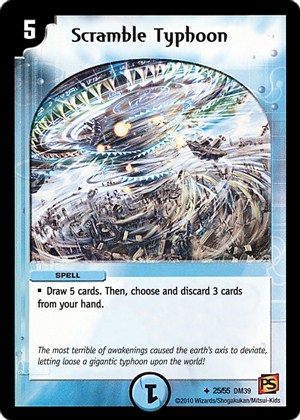 5
Scramble Typhoon
SPELL
▪ Draw 5 cards. Then, choose and discard 3 cards
from your hand.
The most terrible of awakenings caused the earth's axis to deviate,
letting loose a gigantic typhoon upon the world!
1
PS
✦ 25/55 DM39
©2010 Wizards/Shogakukan/Mitsui-Kids